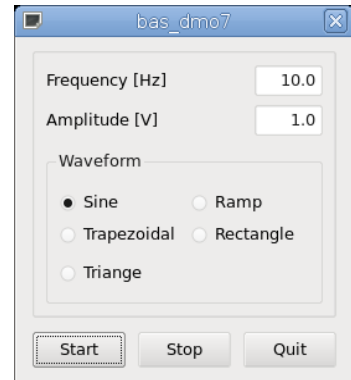 bas_dmo7
Frequency [Hz] 10.0
Amplitude [V] 1.0
Waveform
Sine Ramp
Trapezoidal Rectangle
Triange
Start Stop Quit